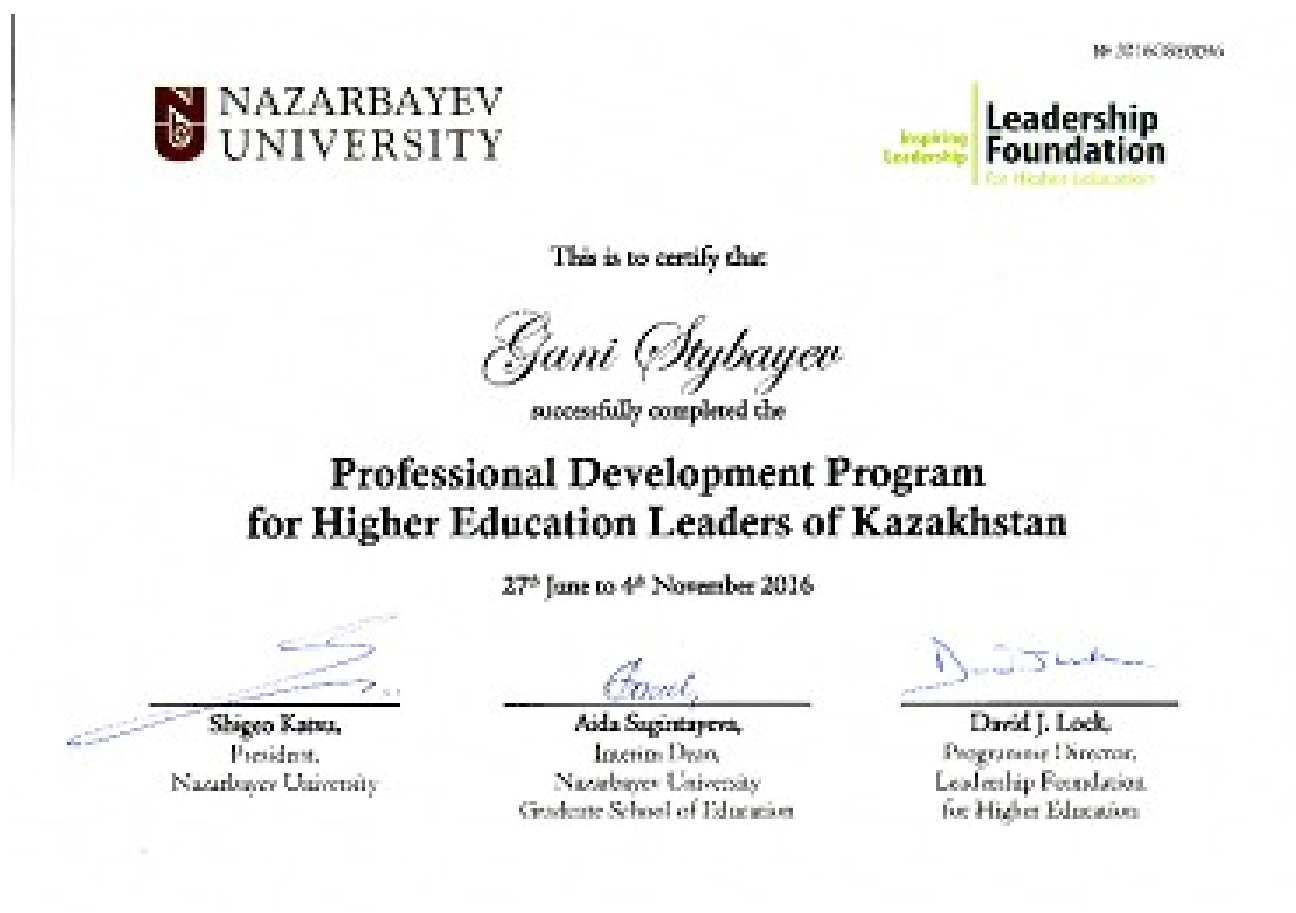 NAZARBAYEV
UNIVERSITY
Inspiring
Leadership
Leadership
Foundation
for Higher Education
This is to certify that
Gani Stybayev
successfully completed the
Professional Development Program
for Higher Education Leaders of Kazakhstan
27th June to 4th November 2016
Shigeo Katsu,
President,
Nazarbayev University
Aida Sagintayeva,
Interim Dean,
Nazarbayev University
Graduate School of Education
David J. Lock,
Programme Director,
Leadership Foundation
for Higher Education